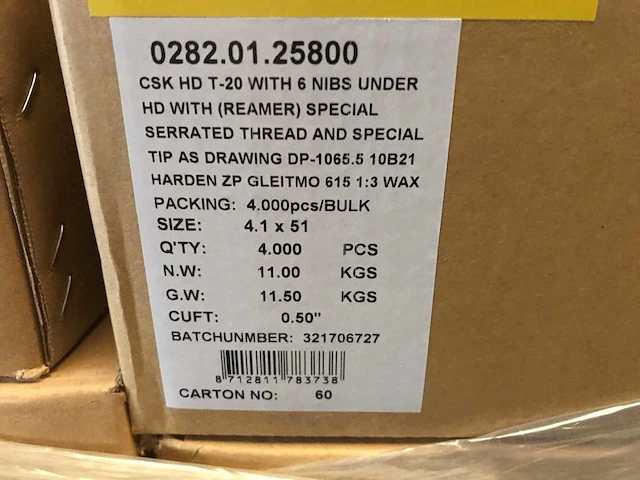 0282.01.25800
CSK HD T-20 WITH 6 NIBS UNDER
HD WITH (REAMER) SPECIAL
SERRATED THREAD AND SPECIAL
TIP AS DRAWING DP-1065.5 10B21
HARDEN ZP GLEITMO 615 1:3 WAX
PACKING: 4.000pcs/BULK
SIZE: 4.1 x 51
Q'TY: 4.000 PCS
N.W: 11.00 KGS
G.W: 11.50 KGS
CUFT: 0.50"
BATCHUNMBER: 321706727
8 712811 783738
CARTON NO: 60